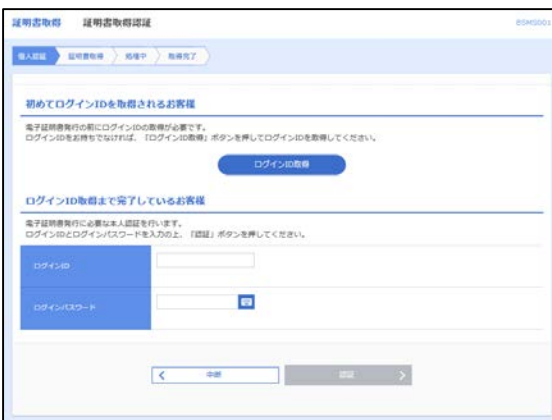 証明書取得 証明書取得認証
BSMS001
個人認証 証明書取得 処理中 取得完了
初めてログインIDを取得されるお客様
電子証明書発行の前にログインIDの取得が必要です。
ログインIDをお持ちでなければ、「ログインID取得」ボタンを押してログインIDを取得してください。
ログインID取得
ログインID取得まで完了しているお客様
電子証明書発行に必要な本人認証を行います。
ログインIDとログインパスワードを入力の上、「認証」ボタンを押してください。
ログインID
ログインパスワード
中断 認証